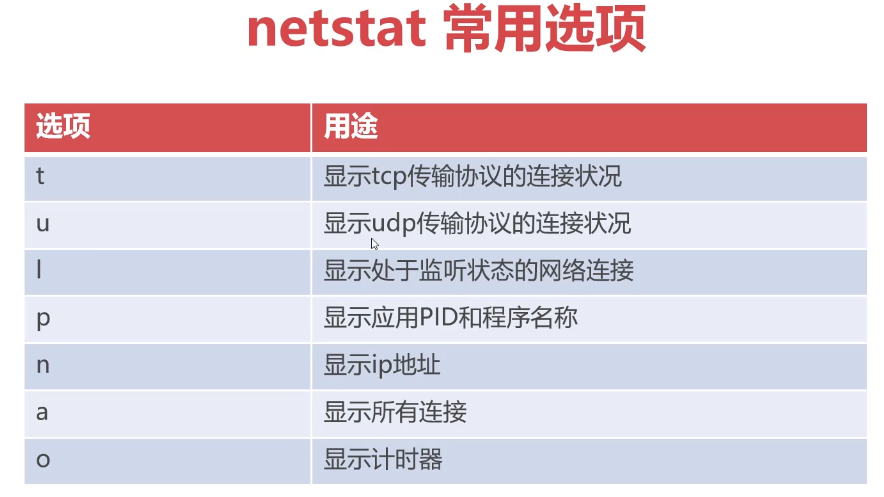 netstat 常用选项
选项 用途
t 显示tcp传输协议的连接状况
u 显示udp传输协议的连接状况
l 显示处于监听状态的网络连接
p 显示应用PID和程序名称
n 显示ip地址
a 显示所有连接
o 显示计时器